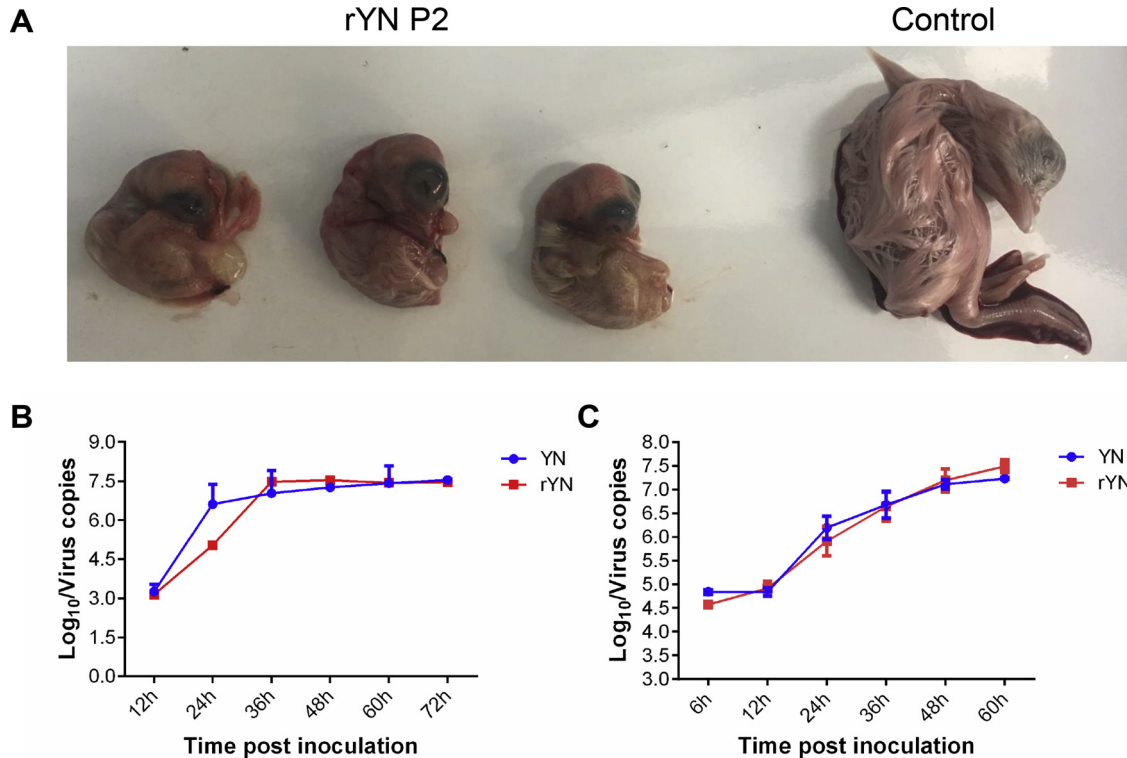 A
rYN P2
Control
B
Log10/Virus copies
9.0
7.5
6.0
4.5
3.0
1.5
0.0
12h
24h
36h
48h
60h
72h
Time post inoculation
YN
rYN
C
Log10/Virus copies
8.0
7.5
7.0
6.5
6.0
5.5
5.0
4.5
4.0
3.5
3.0
6h
12h
24h
36h
48h
60h
Time post inoculation
YN
rYN